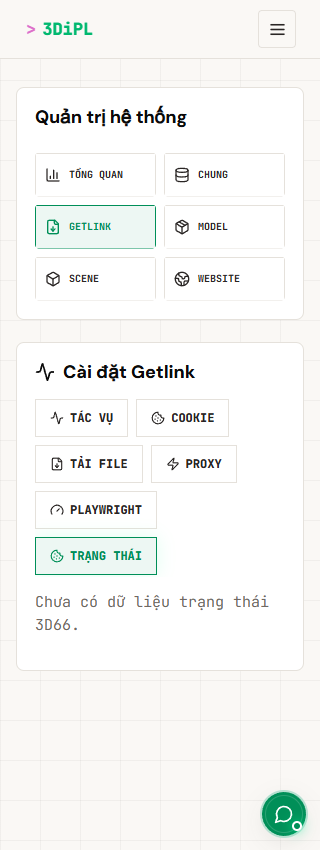 > 3DiPL
Quản trị hệ thống
TỔNG QUAN
CHUNG
GETLINK
MODEL
SCENE
WEBSITE
Cài đặt Getlink
TÁC VỤ
COOKIE
TẢI FILE
PROXY
PLAYWRIGHT
TRẠNG THÁI
Chưa có dữ liệu trạng thái
3D66.